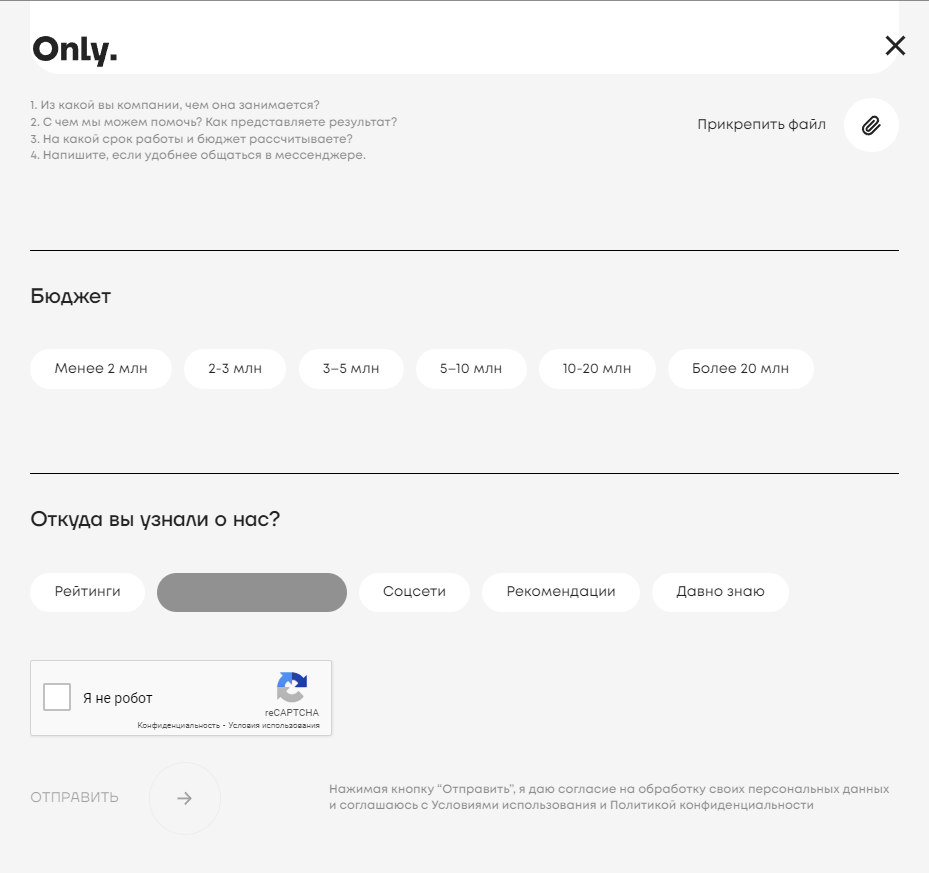 Only.
1. Из какой вы компании, чем она занимается?
2. С чем мы можем помочь? Как представляете результат?
3. На какой срок работы и бюджет рассчитываете?
4. Напишите, если удобнее общаться в мессенджере.
Прикрепить файл
Бюджет
Менее 2 млн
2-3 млн
3–5 млн
5–10 млн
10-20 млн
Более 20 млн
Откуда вы узнали о нас?
Рейтинги
Соцсети
Рекомендации
Давно знаю
Я не робот
reCAPTCHA
Конфиденциальность - Условия использования
ОТПРАВИТЬ
Нажимая кнопку “Отправить”, я даю согласие на обработку своих персональных данных
и соглашаюсь с Условиями использования и Политикой конфиденциальности